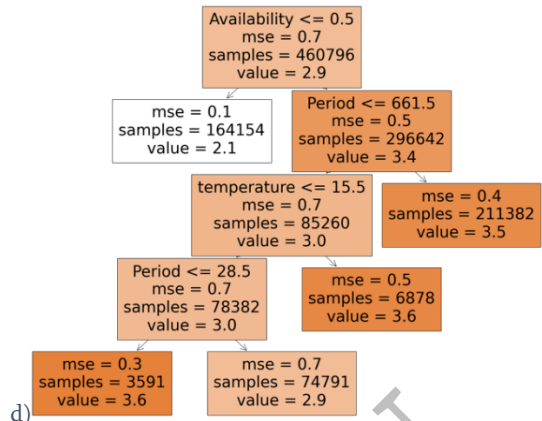 Availability <= 0.5
mse = 0.7
samples = 460796
value = 2.9
mse = 0.1
samples = 164154
value = 2.1
Period <= 661.5
mse = 0.5
samples = 296642
value = 3.4
temperature <= 15.5
mse = 0.7
samples = 85260
value = 3.0
mse = 0.4
samples = 211382
value = 3.5
Period <= 28.5
mse = 0.7
samples = 78382
value = 3.0
mse = 0.5
samples = 6878
value = 3.6
mse = 0.3
samples = 3591
value = 3.6
mse = 0.7
samples = 74791
value = 2.9
d)